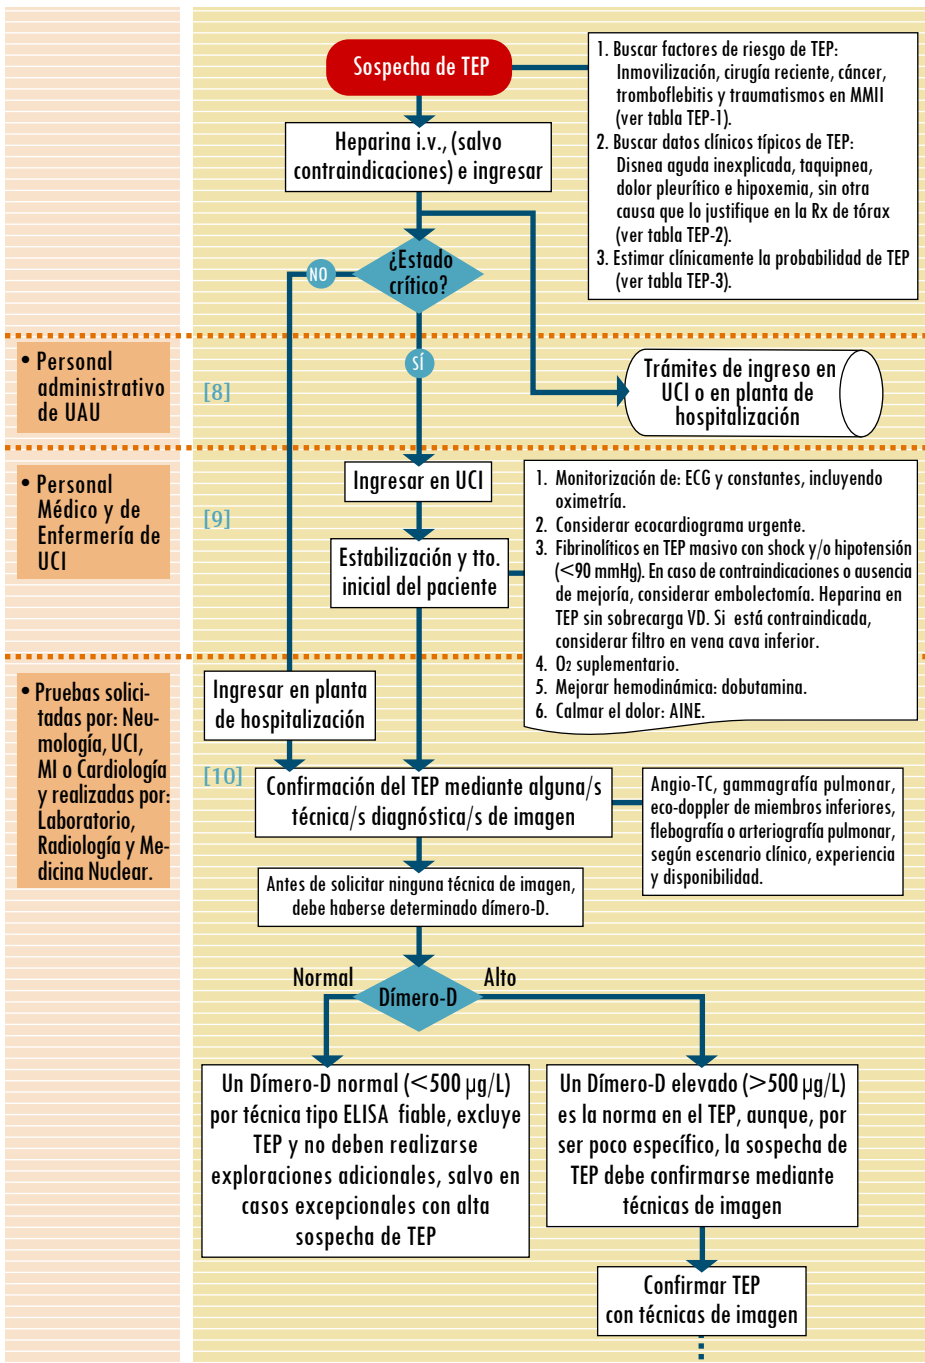 Sospecha de TEP
1. Buscar factores de riesgo de TEP:
Inmovilización, cirugía reciente, cáncer,
tromboflebitis y traumatismos en MMII
(ver tabla TEP-1).
2. Buscar datos clínicos típicos de TEP:
Disnea aguda inexplicada, taquipnea,
dolor pleurítico e hipoxemia, sin otra
causa que lo justifique en la Rx de tórax
(ver tabla TEP-2).
3. Estimar clínicamente la probabilidad de TEP
(ver tabla TEP-3).
Heparina i.v., (salvo
contraindicaciones) e ingresar
¿Estado
crítico?
NO
SÍ
• Personal
administrativo
de UAU
[8]
Trámites de ingreso en
UCI o en planta de
hospitalización
• Personal
Médico y de
Enfermería de
UCI
[9]
Ingresar en UCI
Estabilización y tto.
inicial del paciente
1. Monitorización de: ECG y constantes, incluyendo
oximetría.
2. Considerar ecocardiograma urgente.
3. Fibrinolíticos en TEP masivo con shock y/o hipotensión
(<90 mmHg). En caso de contraindicaciones o ausencia
de mejoría, considerar embolectomía. Heparina en
TEP sin sobrecarga VD. Si está contraindicada,
considerar filtro en vena cava inferior.
4. O2 suplementario.
5. Mejorar hemodinámica: dobutamina.
6. Calmar el dolor: AINE.
• Pruebas solici-
tadas por: Neu-
mología, UCI,
MI o Cardiología
y realizadas por:
Laboratorio,
Radiología y Me-
dicina Nuclear.
Ingresar en planta
de hospitalización
[10]
Confirmación del TEP mediante alguna/s
técnica/s diagnóstica/s de imagen
Angio-TC, gammagrafía pulmonar,
eco-doppler de miembros inferiores,
flebografía o arteriografía pulmonar,
según escenario clínico, experiencia
y disponibilidad.
Antes de solicitar ninguna técnica de imagen,
debe haberse determinado dímero-D.
Normal
Dímero-D
Alto
Un Dímero-D normal (<500 µg/L)
por técnica tipo ELISA fiable, excluye
TEP y no deben realizarse
exploraciones adicionales, salvo en
casos excepcionales con alta
sospecha de TEP
Un Dímero-D elevado (>500 µg/L)
es la norma en el TEP, aunque, por
ser poco específico, la sospecha de
TEP debe confirmarse mediante
técnicas de imagen
Confirmar TEP
con técnicas de imagen